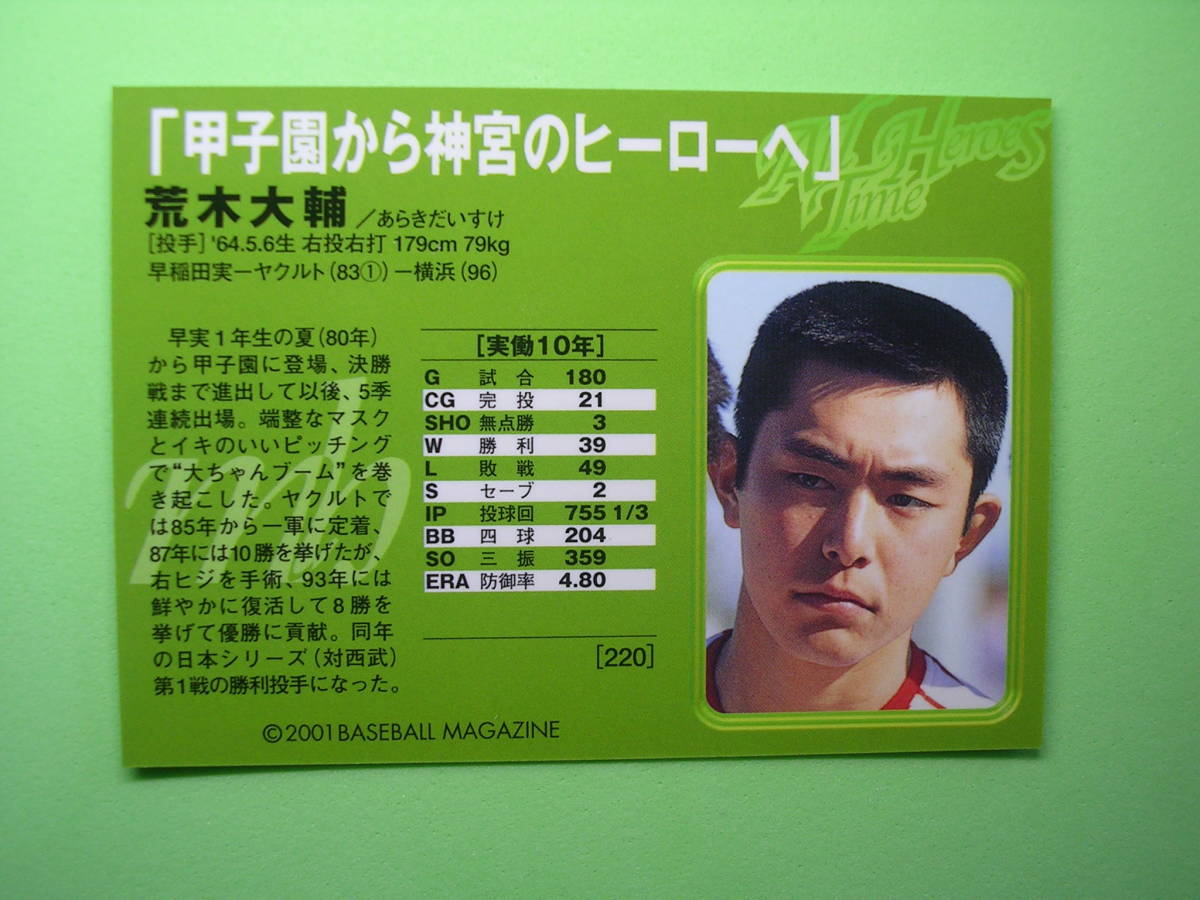 「甲子園から神宮のヒーローへ」
ALL Heroes
Time
荒木大輔／あらきだいすけ
[投手] '64.5.6生 右投右打 179cm 79kg
早稲田実ーヤクルト(83①)ー横浜(96)
早実1年生の夏(80年)
から甲子園に登場、決勝
戦まで進出して以後、5季
連続出場。端整なマスク
とイキのいいピッチング
で“大ちゃんブーム”を巻
き起こした。ヤクルトで
は85年から一軍に定着、
87年には10勝を挙げたが、
右ヒジを手術、93年には
鮮やかに復活して8勝を
挙げて優勝に貢献。同年
の日本シリーズ(対西武)
第1戦の勝利投手になった。
[実働10年]
G 試合 180
CG 完投 21
SHO 無点勝 3
W 勝利 39
L 敗戦 49
S セーブ 2
IP 投球回 755 1/3
BB 四球 204
SO 三振 359
ERA 防御率 4.80
[220]
©2001 BASEBALL MAGAZINE